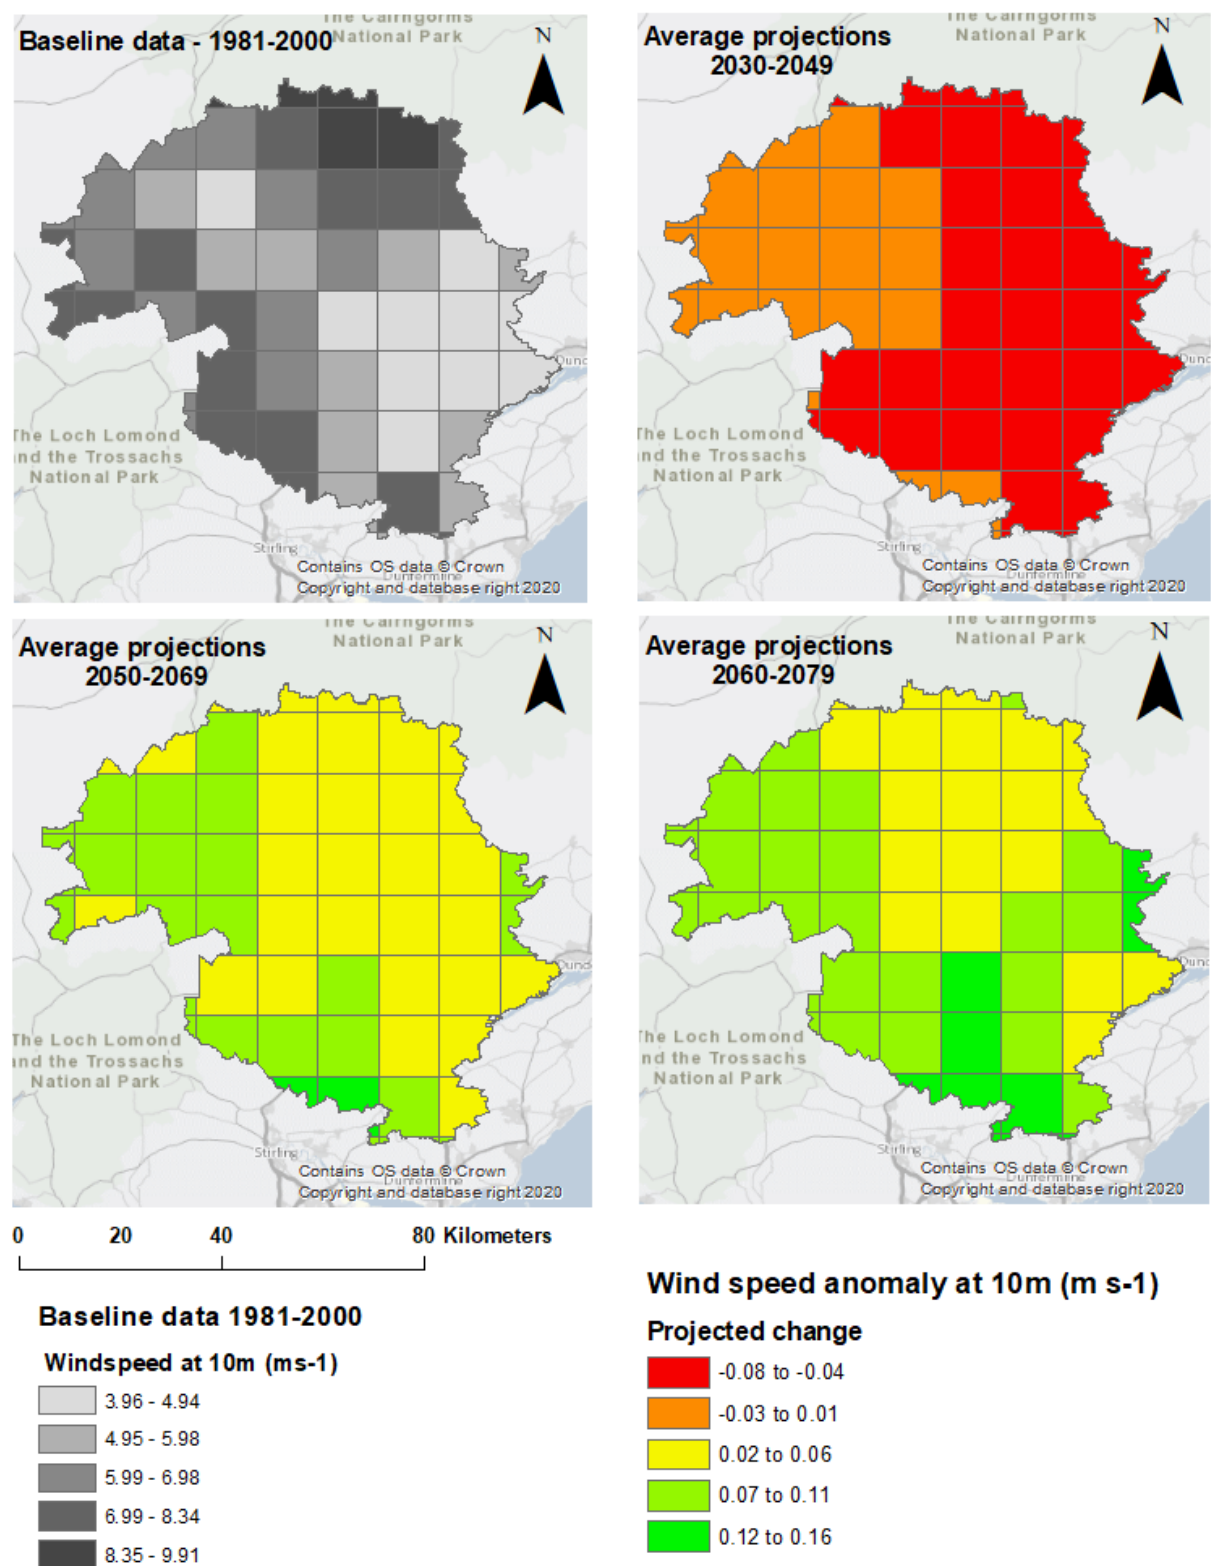 The Cairngorms
National Park
Baseline data - 1981-2000
N
Dund
The Loch Lomond
and the Trossachs
National Park
Stirling
Dunfermline
Contains OS data © Crown
Copyright and database right 2020
The Cairngorms
National Park
Average projections
2030-2049
N
Dund
The Loch Lomond
and the Trossachs
National Park
Stirling
Dunfermline
Contains OS data © Crown
Copyright and database right 2020
The Cairngorms
National Park
Average projections
2050-2069
N
Dund
The Loch Lomond
and the Trossachs
National Park
Stirling
Dunfermline
Contains OS data © Crown
Copyright and database right 2020
The Cairngorms
National Park
Average projections
2060-2079
N
Dund
The Loch Lomond
and the Trossachs
National Park
Stirling
Dunfermline
Contains OS data © Crown
Copyright and database right 2020
0 20 40 80 Kilometers
Baseline data 1981-2000
Windspeed at 10m (ms-1)
3.96 - 4.94
4.95 - 5.98
5.99 - 6.98
6.99 - 8.34
8.35 - 9.91
Wind speed anomaly at 10m (m s-1)
Projected change
-0.08 to -0.04
-0.03 to 0.01
0.02 to 0.06
0.07 to 0.11
0.12 to 0.16